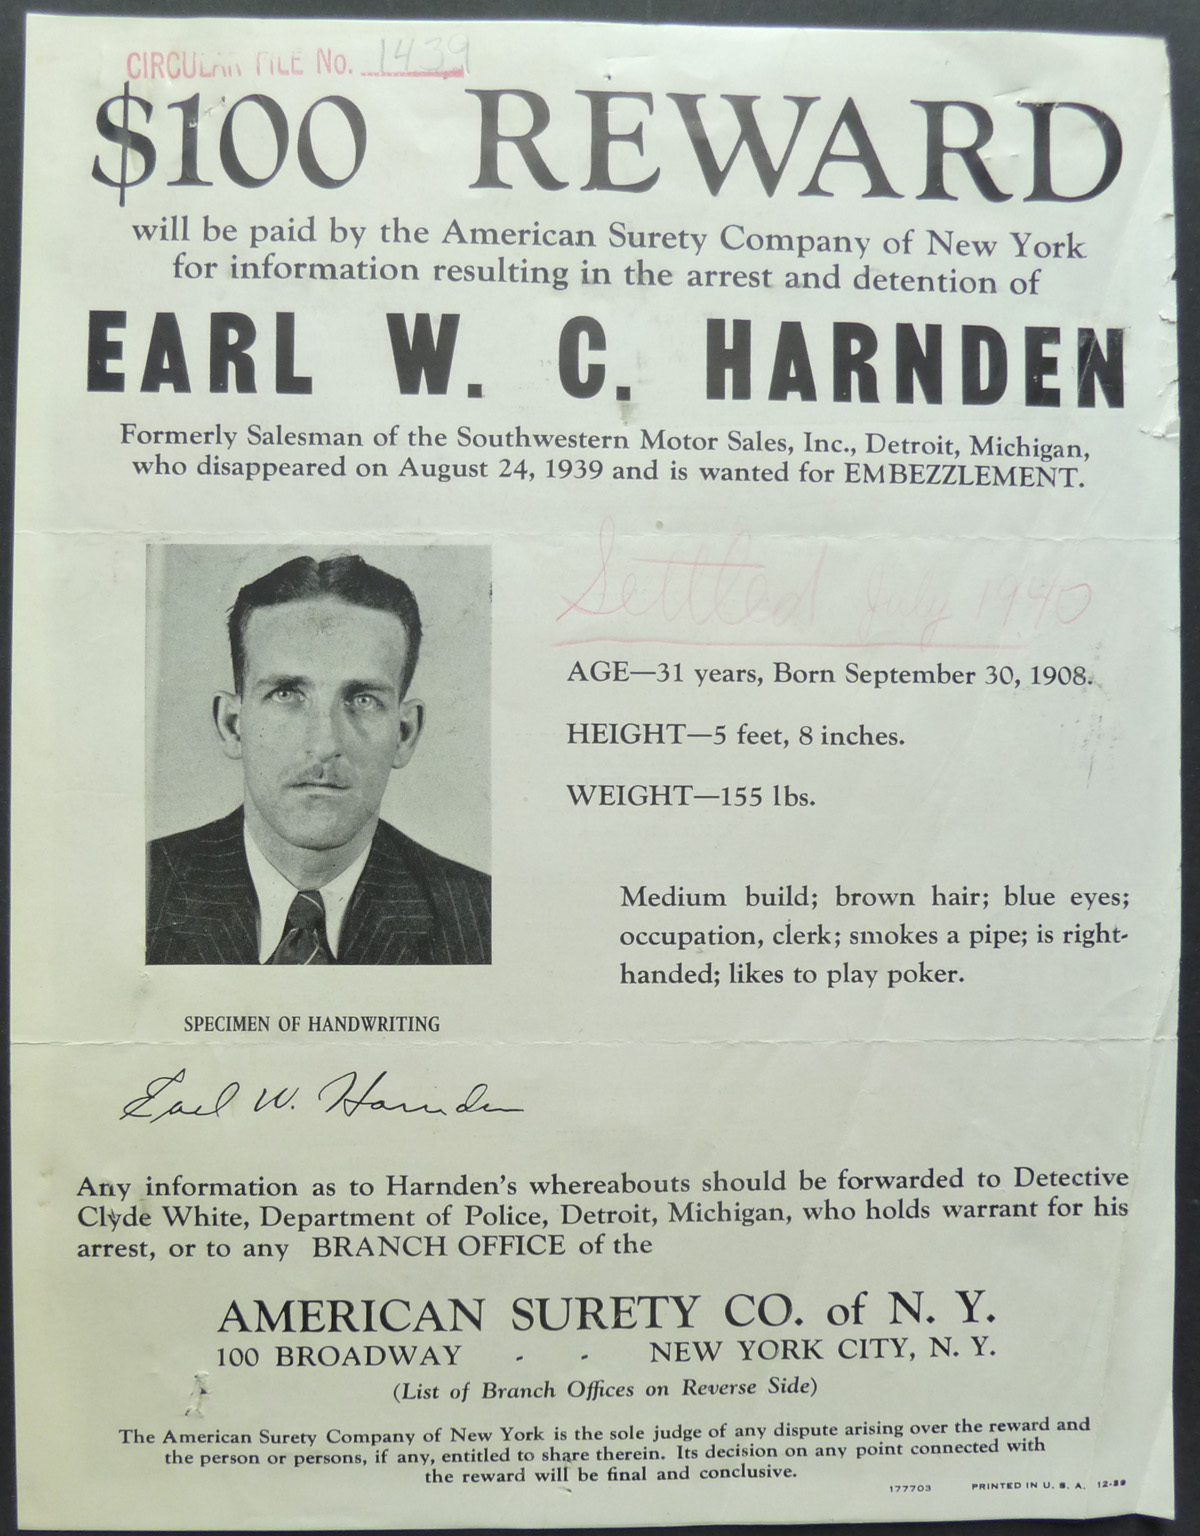 CIRCULAR FILE No. 1439
$100 REWARD
will be paid by the American Surety Company of New York
for information resulting in the arrest and detention of
EARL W. C. HARNDEN
Formerly Salesman of the Southwestern Motor Sales, Inc., Detroit, Michigan,
who disappeared on August 24, 1939 and is wanted for EMBEZZLEMENT.
Settled July 1940
AGE—31 years, Born September 30, 1908.
HEIGHT—5 feet, 8 inches.
WEIGHT—155 lbs.
Medium build; brown hair; blue eyes;
occupation, clerk; smokes a pipe; is right-
handed; likes to play poker.
SPECIMEN OF HANDWRITING
Earl W. Harnden
Any information as to Harnden's whereabouts should be forwarded to Detective
Clyde White, Department of Police, Detroit, Michigan, who holds warrant for his
arrest, or to any BRANCH OFFICE of the
AMERICAN SURETY CO. of N. Y.
100 BROADWAY - - NEW YORK CITY, N. Y.
(List of Branch Offices on Reverse Side)
The American Surety Company of New York is the sole judge of any dispute arising over the reward and
the person or persons, if any, entitled to share therein. Its decision on any point connected with
the reward will be final and conclusive.
177703 PRINTED IN U. S. A. 12-39